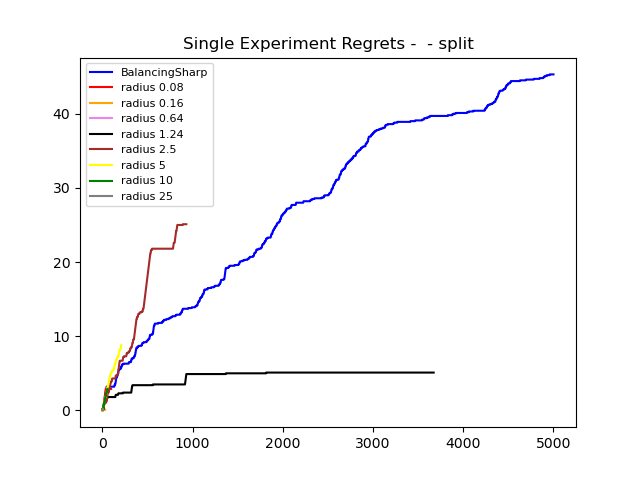 Single Experiment Regrets -  - split
BalancingSharp
radius 0.08
radius 0.16
radius 0.64
radius 1.24
radius 2.5
radius 5
radius 10
radius 25
40
30
20
10
0
0 1000 2000 3000 4000 5000